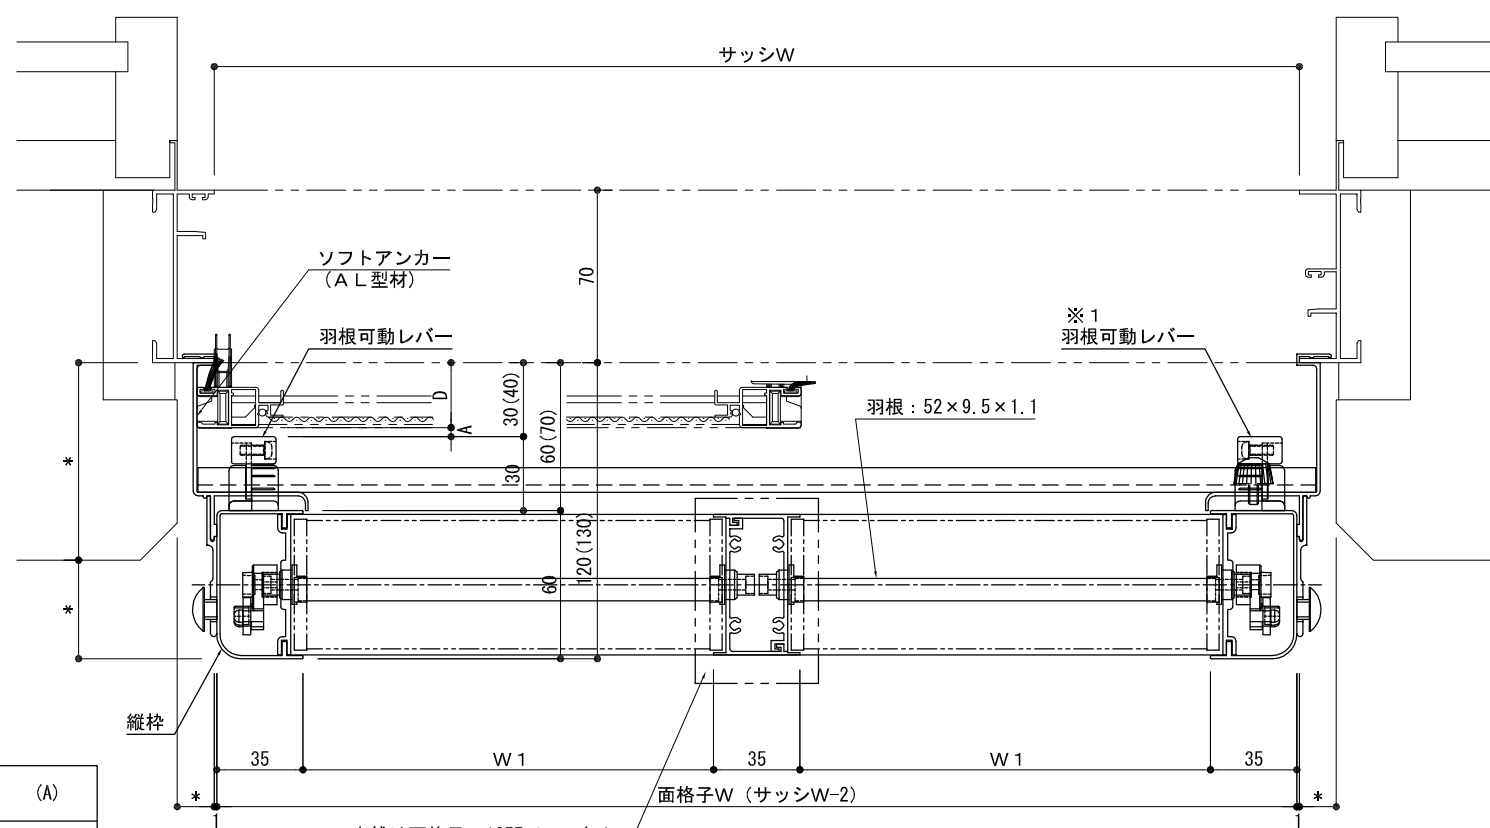 サッシW
ソフトアンカー
(AL型材)
70
羽根可動レバー
※1
羽根可動レバー
D
A
30(40)
30
60(70)
60
120(130)
羽根：52×9.5×1.1
*
*
縦枠
35
W1
35
W1
35
(A)
*
面格子W（サッシW-2）
*
1
1